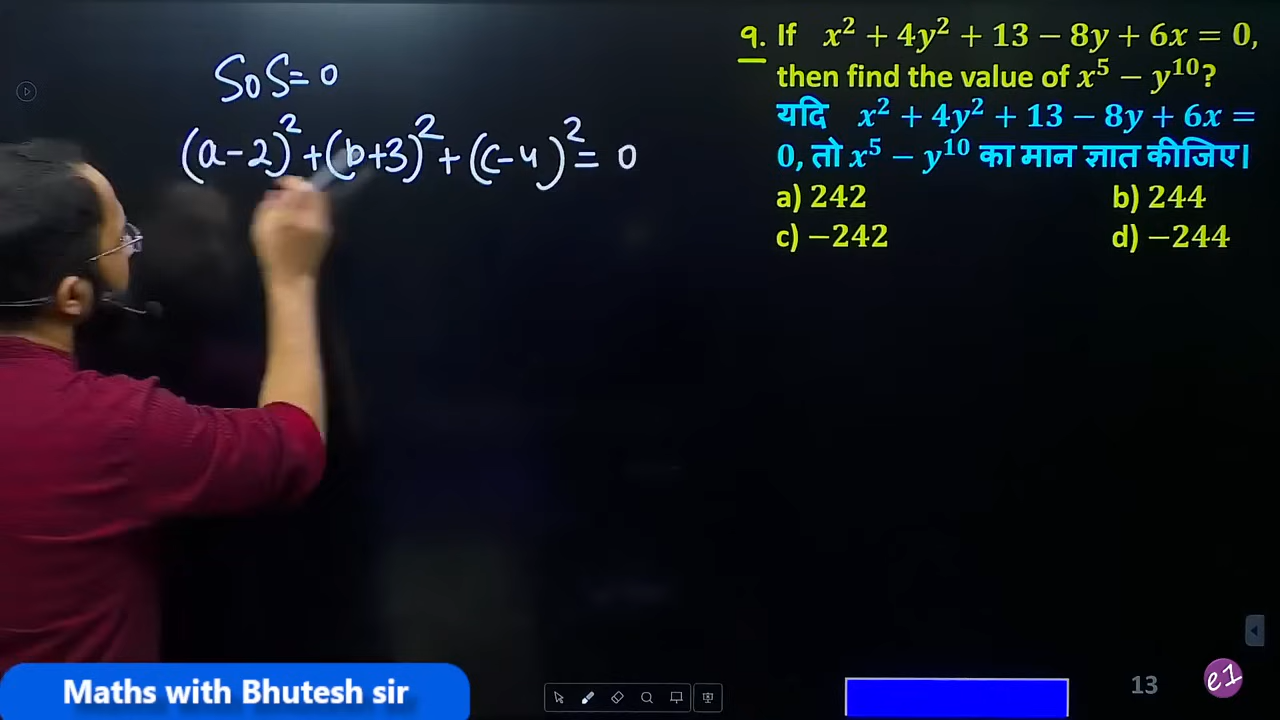 SOS=0
(a-2)²+(b+3)²+(c-4)²=0
9. If x² + 4y² + 13 − 8y + 6x = 0,
then find the value of x⁵ − y¹⁰?
यदि x² + 4y² + 13 − 8y + 6x =
0, तो x⁵ − y¹⁰ का मान ज्ञात कीजिए।
a) 242 b) 244
c) −242 d) −244
Maths with Bhutesh sir
13 e1